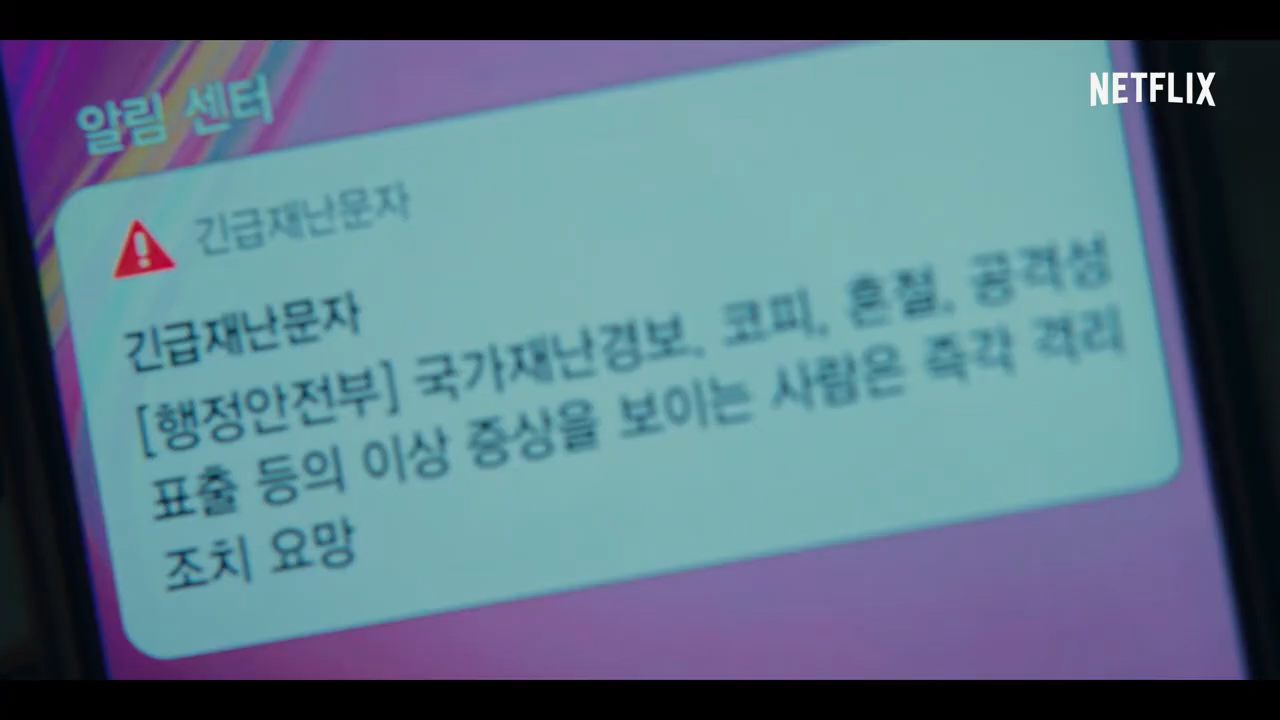 NETFLIX
알림 센터
긴급재난문자
긴급재난문자
[행정안전부] 국가재난경보, 코피, 혼절, 공격성
표출 등의 이상 증상을 보이는 사람은 즉각 격리
조치 요망